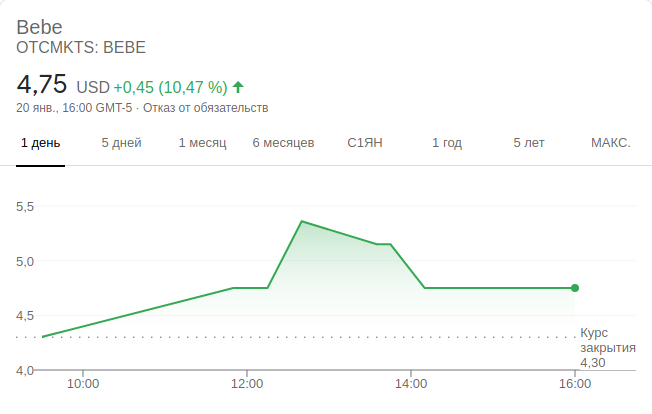 Bebe
OTCMKTS: BEBE
4,75 USD +0,45 (10,47 %)
20 янв., 16:00 GMT-5 · Отказ от обязательств
1 день 5 дней 1 месяц 6 месяцев С1ЯН 1 год 5 лет МАКС.
5,5
5,0
4,5
Курс
закрытия
4,30
4,0
10:00 12:00 14:00 16:00